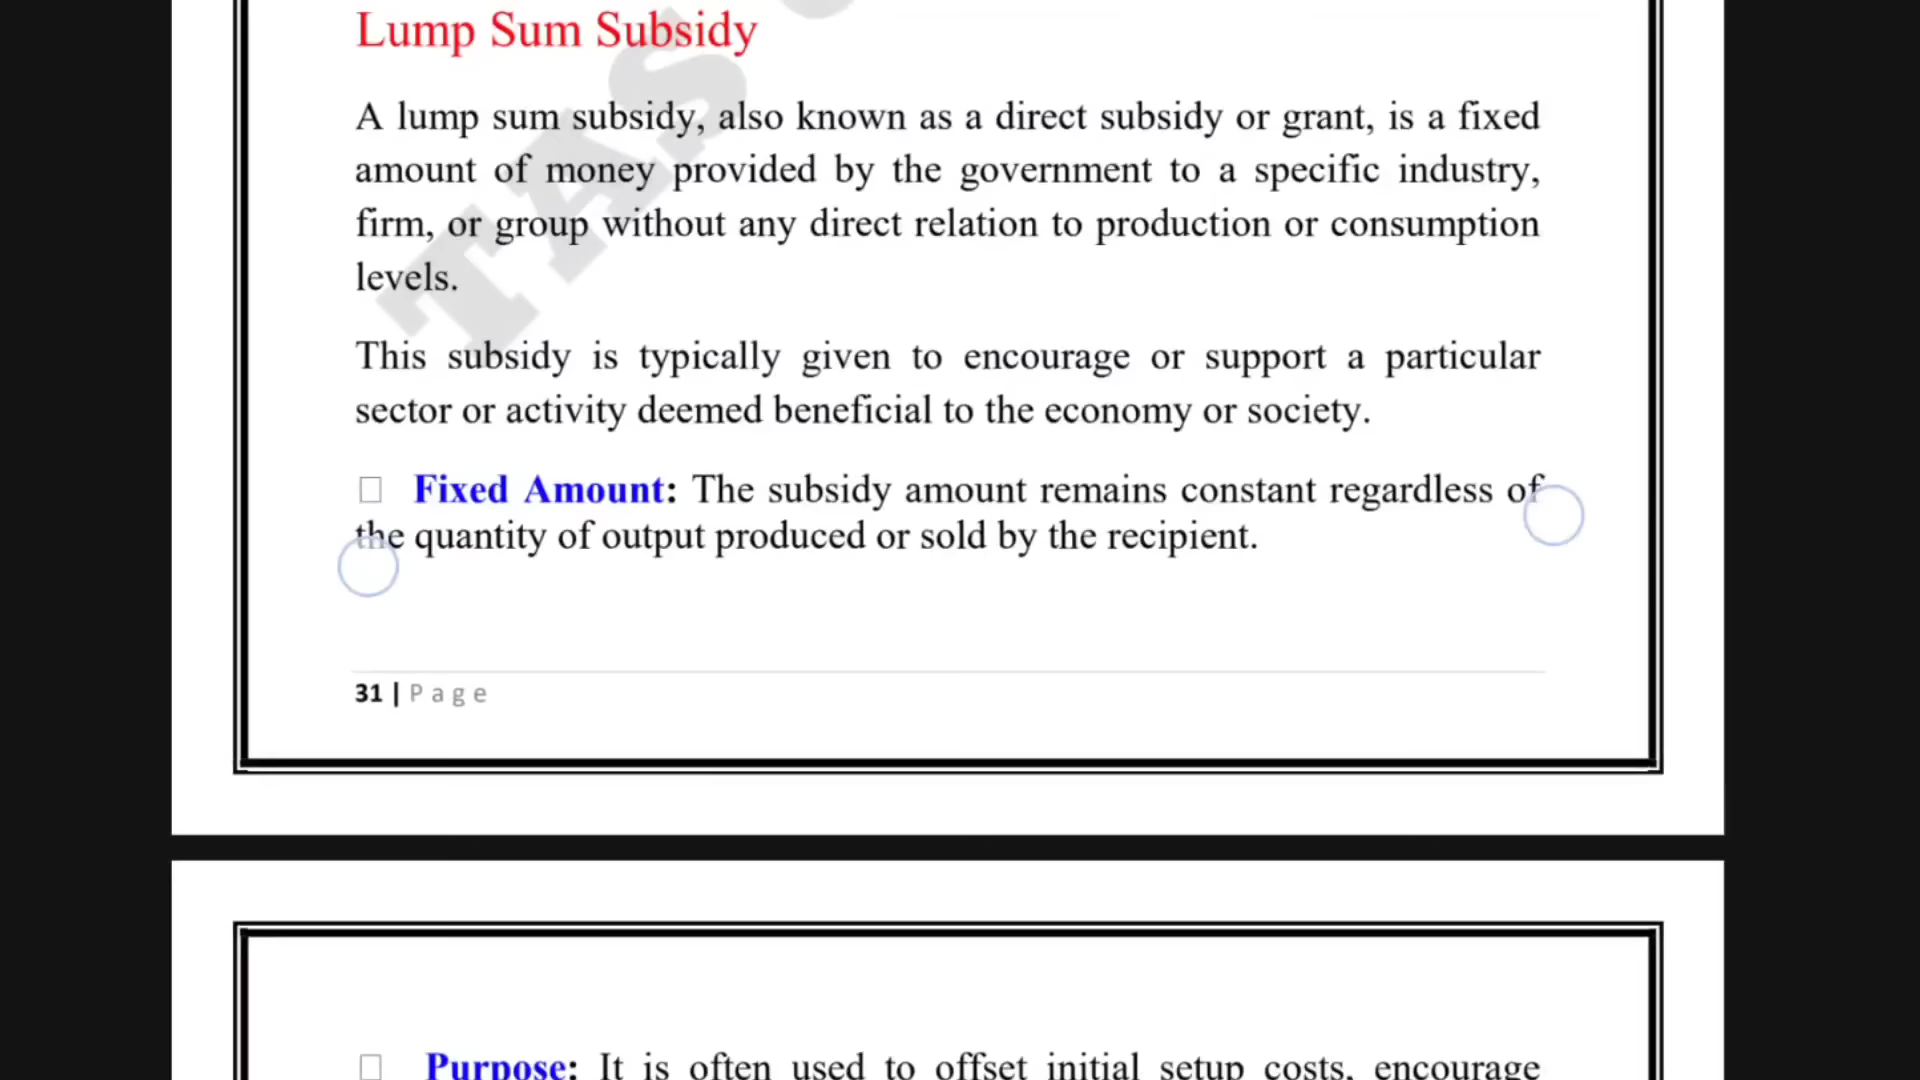 Lump Sum Subsidy
A lump sum subsidy, also known as a direct subsidy or grant, is a fixed
amount of money provided by the government to a specific industry,
firm, or group without any direct relation to production or consumption
levels.
This subsidy is typically given to encourage or support a particular
sector or activity deemed beneficial to the economy or society.
□ Fixed Amount: The subsidy amount remains constant regardless of
the quantity of output produced or sold by the recipient.
31 | Page
□ Purpose: It is often used to offset initial setup costs, encourage
TAS